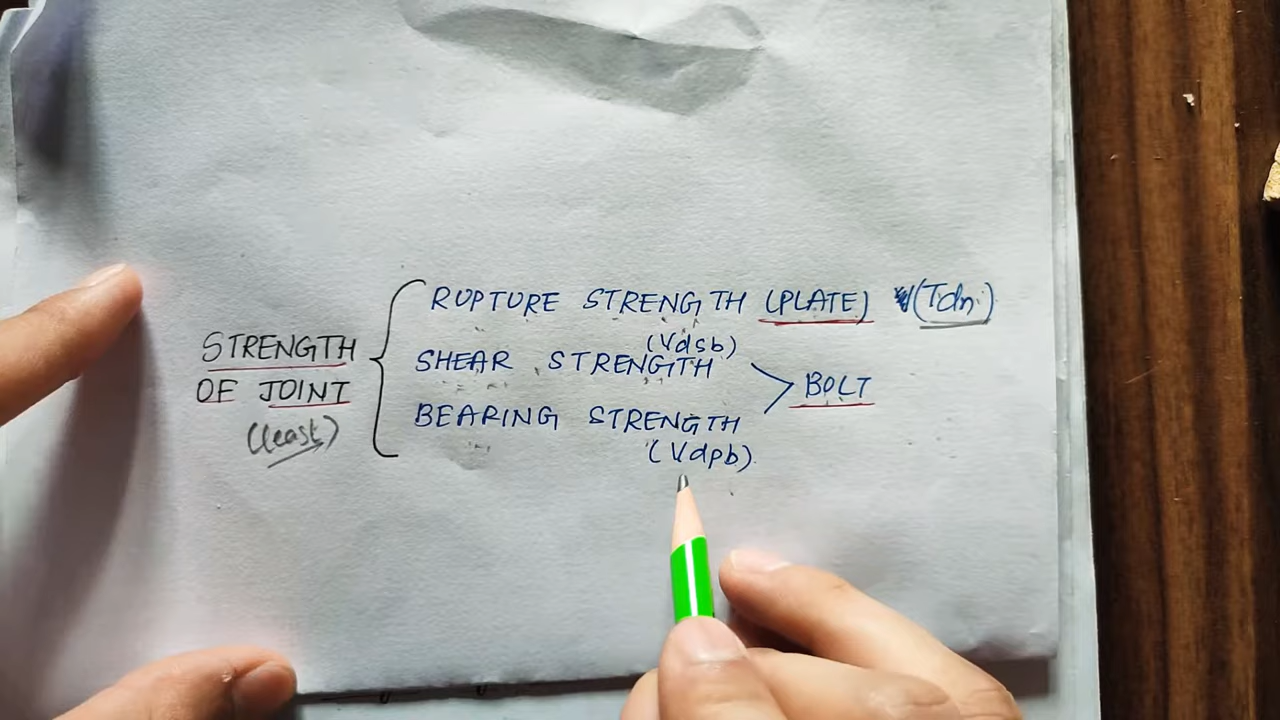 STRENGTH
OF JOINT
(least)
RUPTURE STRENGTH (PLATE) (Tdn)
(Vdsb)
SHEAR STRENGTH
BOLT
BEARING STRENGTH
(Vdpb)